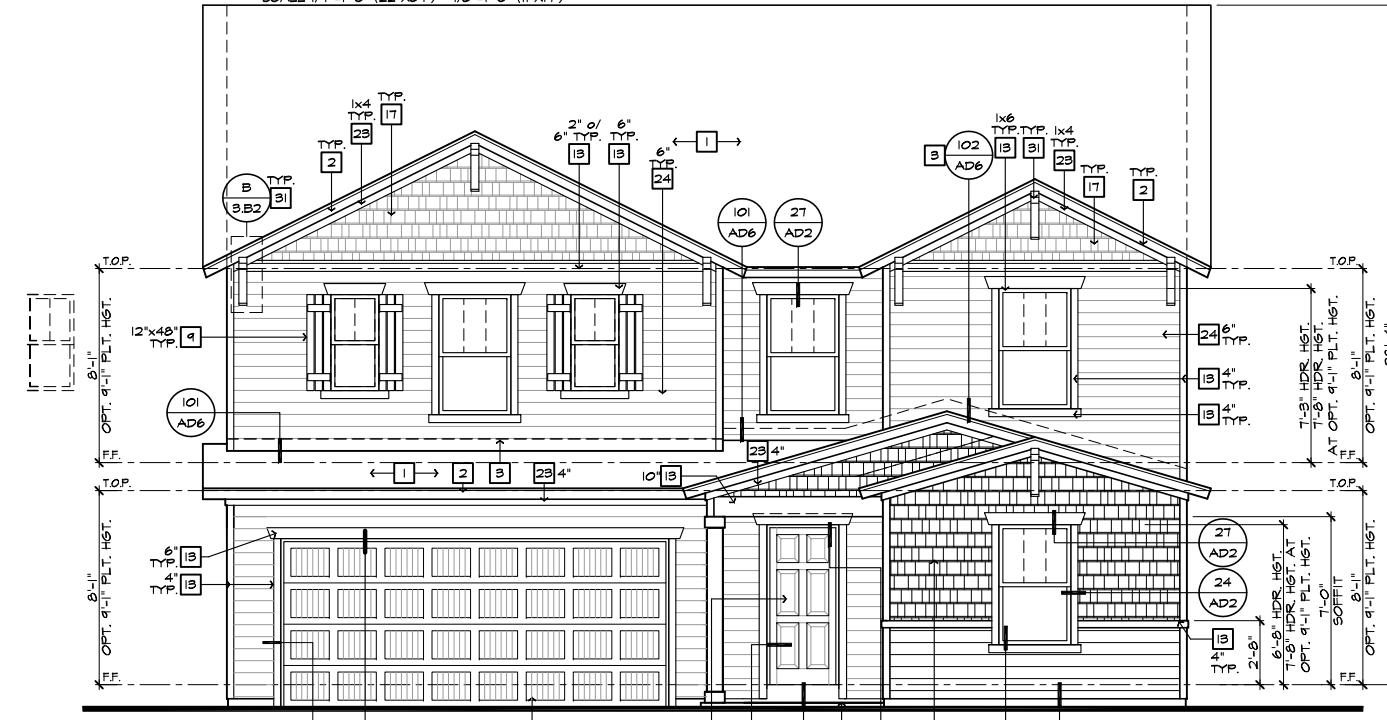 TYP.
17
1x4
TYP.
23
TYP.
2
2" o/
6" TYP.
13
6"
TYP.
13
1
6"
TYP.
24
3
102
AD6
1x6
TYP.
13
TYP.
31
1x4
TYP.
23
TYP.
17
TYP.
2
B
3.B2
TYP.
31
101
AD6
27
AD2
T.O.P.
T.O.P.
12"x48"
TYP.
9
8'-1"
OPT. 9'-1" PLT. HGT.
24
6"
TYP.
13
4"
TYP.
13
4"
TYP.
7'-3" HDR. HGT.
7'-8" HDR. HGT.
AT OPT. 9'-1" PLT. HGT.
8'-1"
OPT. 9'-1" PLT. HGT.
101
AD6
F.F.
F.F.
1
2
3
23
4"
23
4"
10"
13
T.O.P.
T.O.P.
6"
TYP.
13
4"
TYP.
13
8'-1"
OPT. 9'-1" PLT. HGT.
27
AD2
24
AD2
13
4"
TYP.
2'-8"
6'-8" HDR. HGT.
7'-8" HDR. HGT. AT
OPT. 9'-1" PLT. HGT.
7'-0"
SOFFIT
8'-1"
OPT. 9'-1" PLT. HGT.
F.F.
F.F.